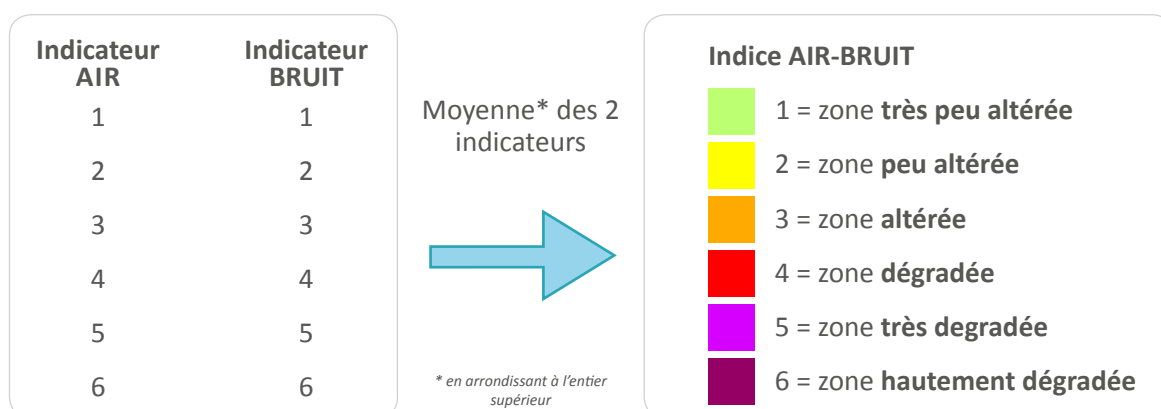 Indicateur AIR
1
2
3
4
5
6
Indicateur BRUIT
1
2
3
4
5
6
Moyenne* des 2
indicateurs
* en arrondissant à l'entier
supérieur
Indice AIR-BRUIT
1 = zone très peu altérée
2 = zone peu altérée
3 = zone altérée
4 = zone dégradée
5 = zone très degradée
6 = zone hautement dégradée